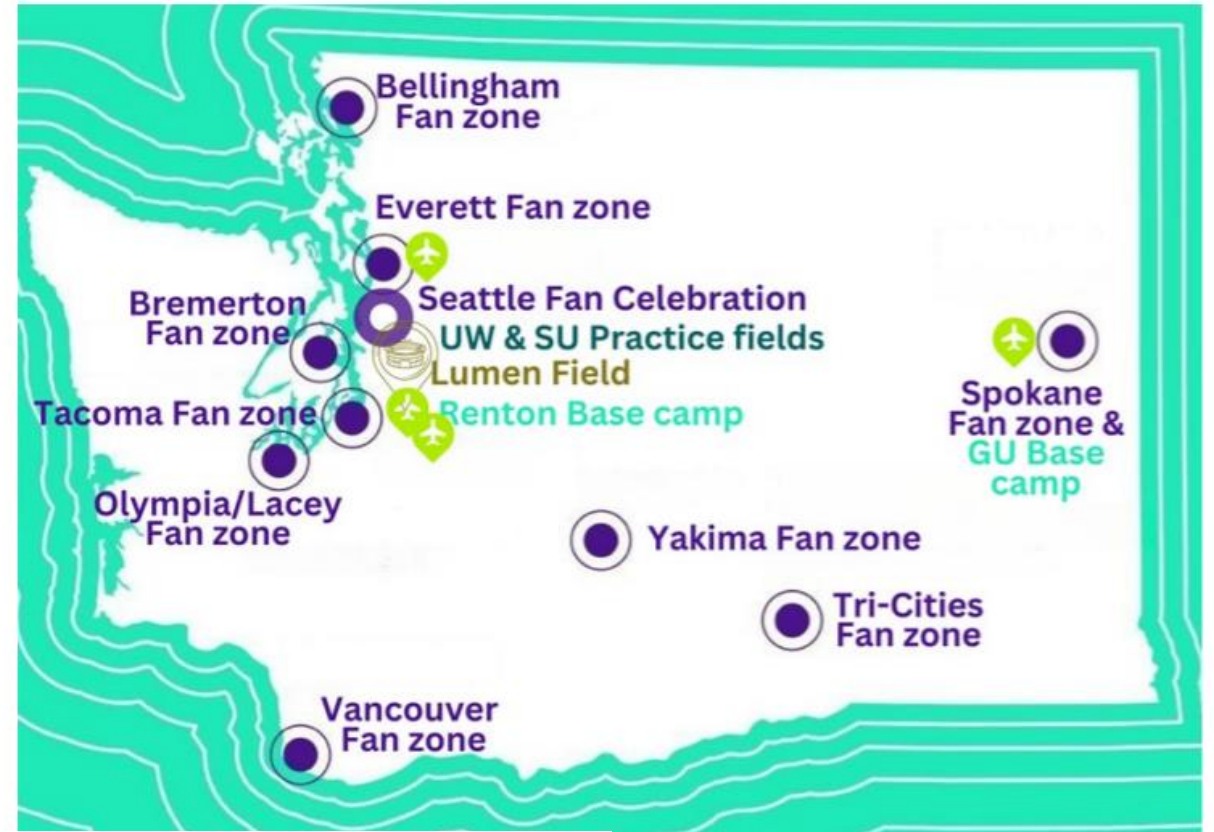 Bellingham
Fan zone
Everett Fan zone
Seattle Fan Celebration
Bremerton
Fan zone
UW & SU Practice fields
Lumen Field
Tacoma Fan zone
Renton Base camp
Spokane
Fan zone &
GU Base
camp
Olympia/Lacey
Fan zone
Yakima Fan zone
Tri-Cities
Fan zone
Vancouver
Fan zone